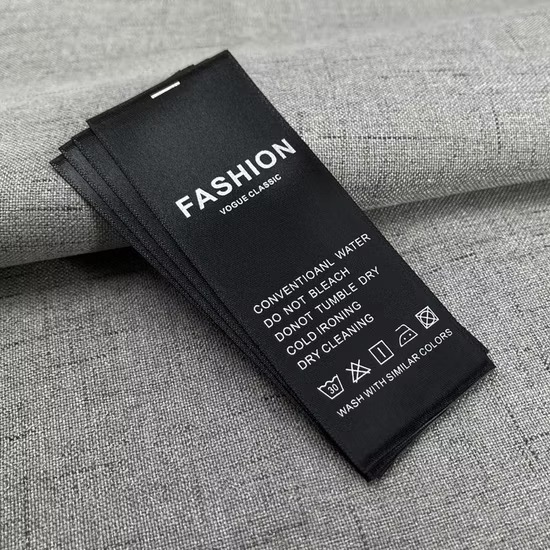 FASHION
VOGUE CLASSIC
CONVENTIOANL WATER
DO NOT BLEACH
DONOT TUMBLE DRY
COLD IRONING
DRY CLEANING
30
WASH WITH SIMILAR COLORS